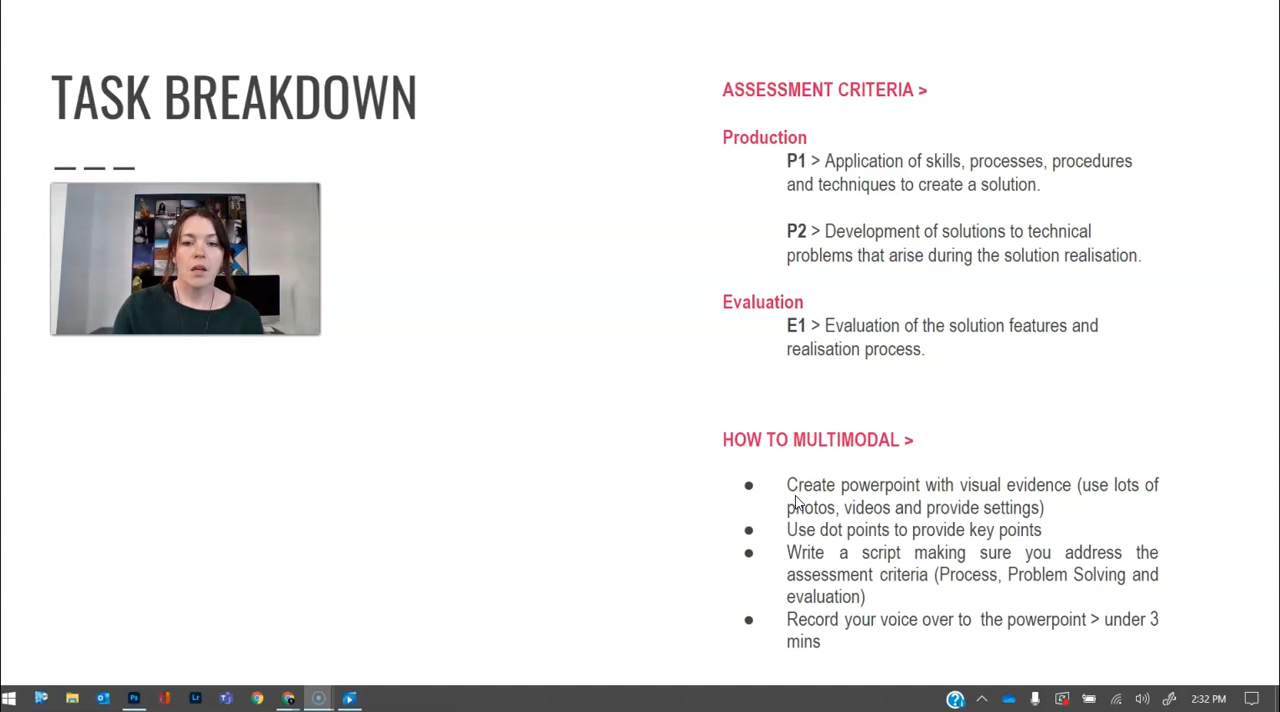 TASK BREAKDOWN
ASSESSMENT CRITERIA >
Production
P1 > Application of skills, processes, procedures
and techniques to create a solution.
P2 > Development of solutions to technical
problems that arise during the solution realisation.
Evaluation
E1 > Evaluation of the solution features and
realisation process.
HOW TO MULTIMODAL >
● Create powerpoint with visual evidence (use lots of
photos, videos and provide settings)
● Use dot points to provide key points
● Write a script making sure you address the
assessment criteria (Process, Problem Solving and
evaluation)
● Record your voice over to the powerpoint > under 3
mins
2:32 PM